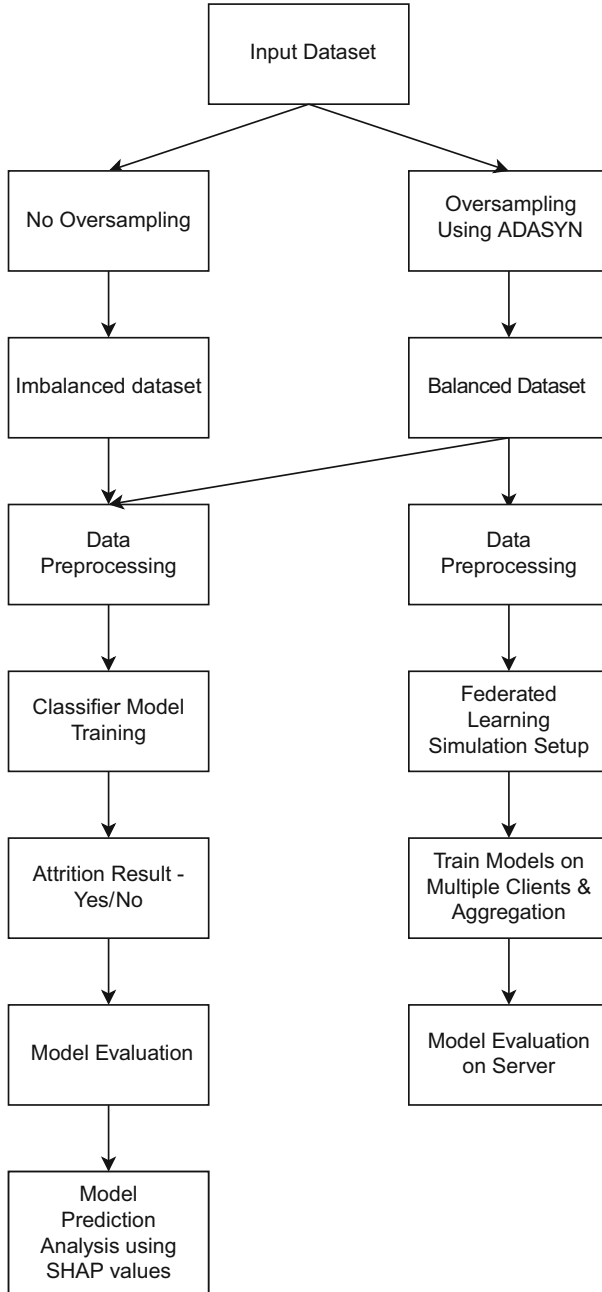 Input Dataset
No Oversampling
Oversampling
Using ADASYN
Imbalanced dataset
Balanced Dataset
Data
Preprocessing
Data
Preprocessing
Classifier Model
Training
Federated
Learning
Simulation Setup
Attrition Result -
Yes/No
Train Models on
Multiple Clients &
Aggregation
Model Evaluation
Model Evaluation
on Server
Model
Prediction
Analysis using
SHAP values